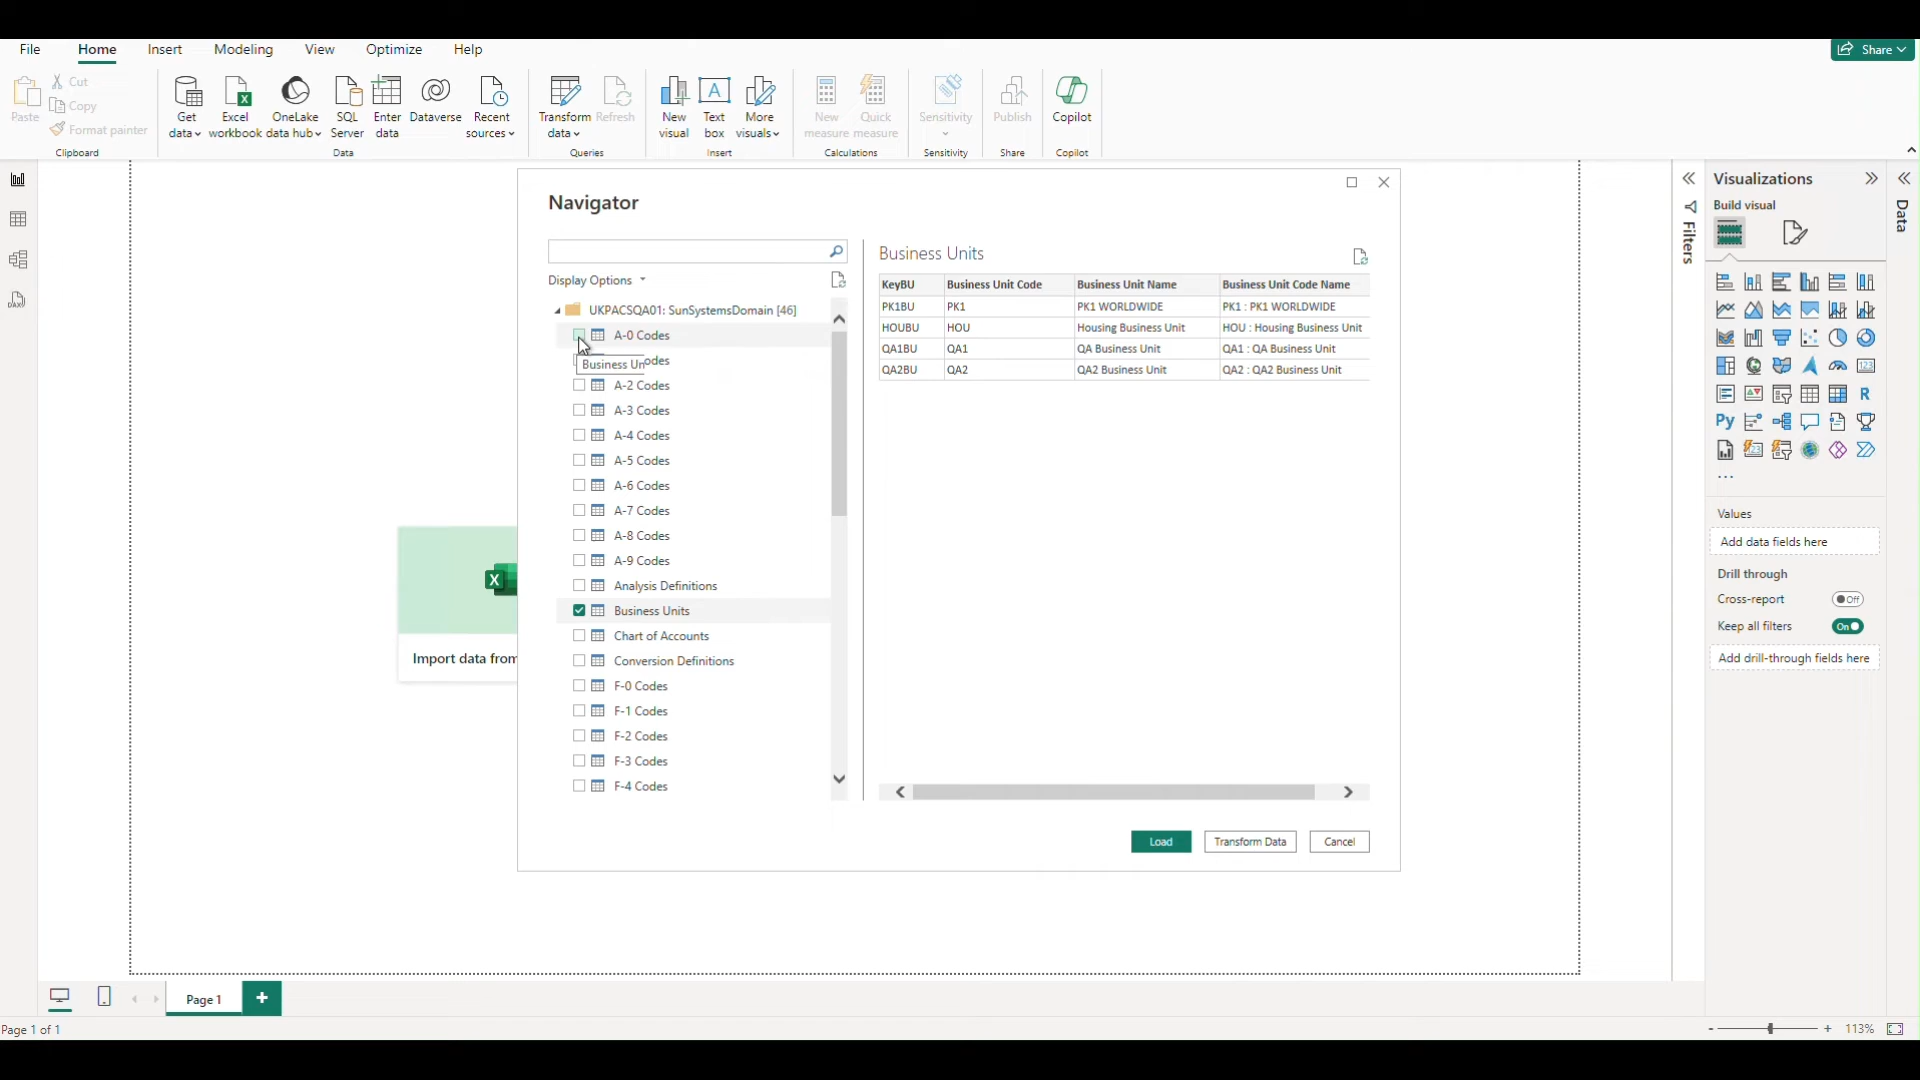 File Home Insert Modeling View Optimize Help
Share
Paste
Cut
Copy
Format painter
Clipboard
Get data
Excel workbook
OneLake data hub
SQL Server
Enter data
Dataverse
Recent sources
Data
Transform data
Refresh
Queries
New visual
A
Text box
More visuals
Insert
New measure
Quick measure
Calculations
Sensitivity
Sensitivity
Publish
Share
Copilot
Copilot
Navigator
Display Options
UKPACSQA01: SunSystemsDomain [46]
A-0 Codes
Business Un
odes
A-2 Codes
A-3 Codes
A-4 Codes
A-5 Codes
A-6 Codes
A-7 Codes
A-8 Codes
A-9 Codes
Analysis Definitions
Business Units
Chart of Accounts
Conversion Definitions
F-0 Codes
F-1 Codes
F-2 Codes
F-3 Codes
F-4 Codes
Business Units
KeyBU Business Unit Code Business Unit Name Business Unit Code Name
PK1BU PK1 PK1 WORLDWIDE PK1 : PK1 WORLDWIDE
HOUBU HOU Housing Business Unit HOU : Housing Business Unit
QA1BU QA1 QA Business Unit QA1 : QA Business Unit
QA2BU QA2 QA2 Business Unit QA2 : QA2 Business Unit
Load Transform Data Cancel
X
Import data from
Filters
Visualizations
Build visual
123
R
Py
123
...
Values
Add data fields here
Drill through
Cross-report Off
Keep all filters On
Add drill-through fields here
Data
DAX
Page 1 +
Page 1 of 1
- + 113%